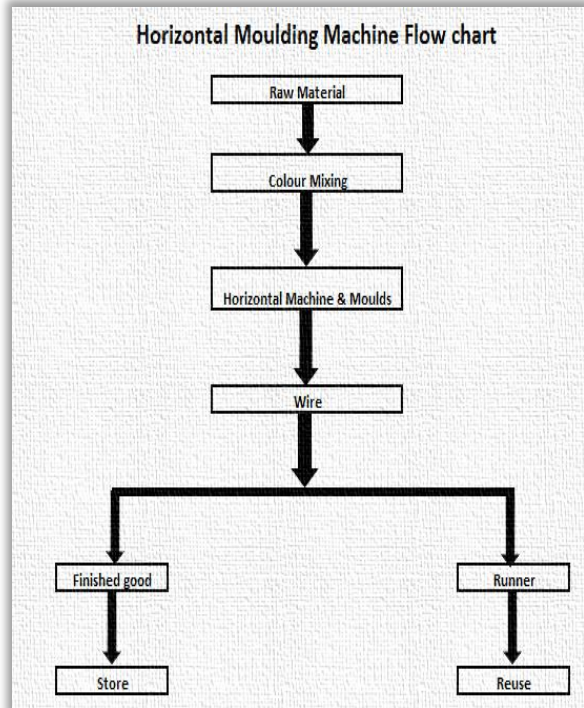 Horizontal Moulding Machine Flow chart
Raw Material
Colour Mixing
Horizontal Machine & Moulds
Wire
Finished good
Runner
Store
Reuse